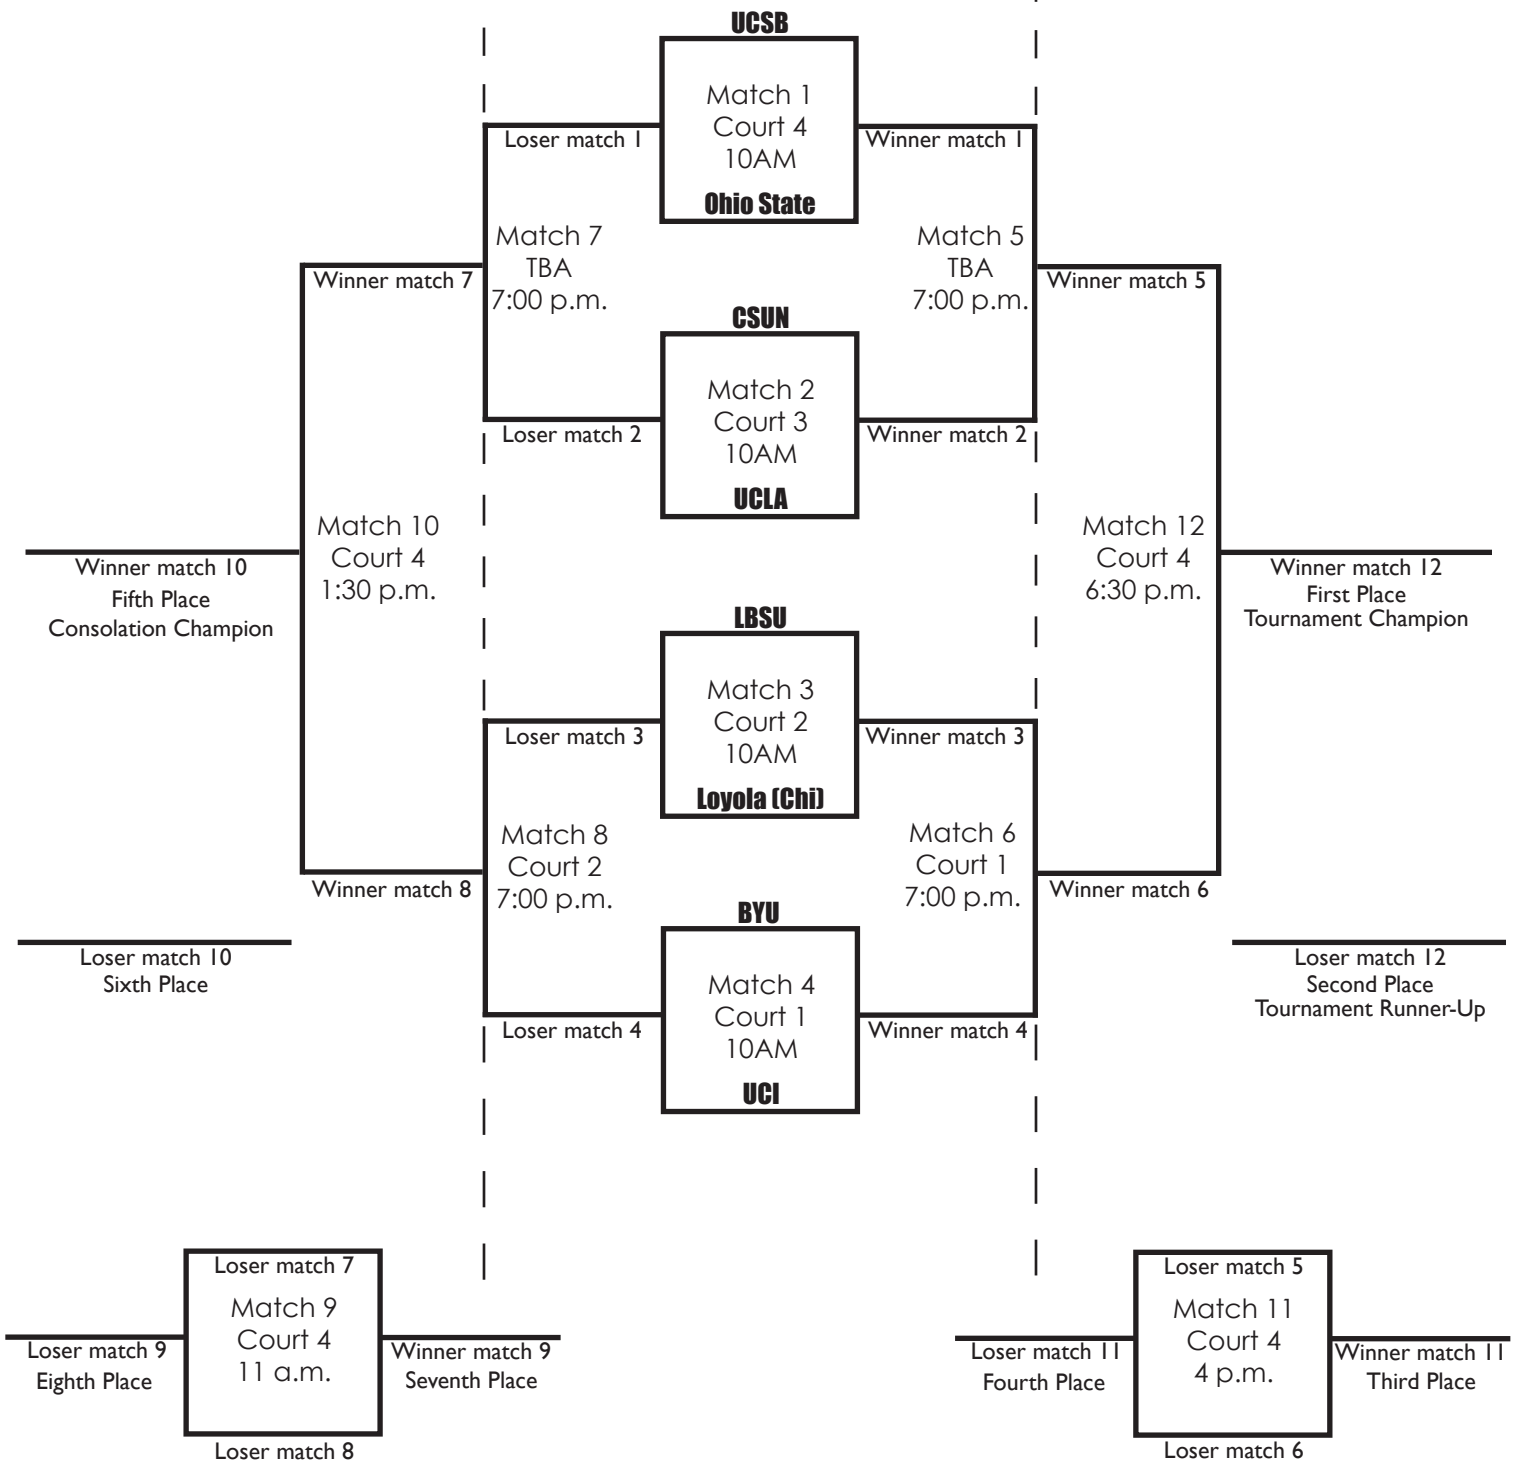 UCSB
Match 1
Court 4
10AM
Ohio State
Loser match 1
Winner match 1
Match 7
TBA
7:00 p.m.
Match 5
TBA
7:00 p.m.
Winner match 7
Winner match 5
CSUN
Match 2
Court 3
10AM
UCLA
Loser match 2
Winner match 2
Match 10
Court 4
1:30 p.m.
Match 12
Court 4
6:30 p.m.
Winner match 10
Fifth Place
Consolation Champion
Winner match 12
First Place
Tournament Champion
LBSU
Match 3
Court 2
10AM
Loyola (Chi)
Loser match 3
Winner match 3
Match 8
Court 2
7:00 p.m.
Match 6
Court 1
7:00 p.m.
Winner match 8
Winner match 6
BYU
Match 4
Court 1
10AM
UCI
Loser match 4
Winner match 4
Loser match 10
Sixth Place
Loser match 12
Second Place
Tournament Runner-Up
Loser match 7
Match 9
Court 4
11 a.m.
Loser match 8
Loser match 9
Eighth Place
Winner match 9
Seventh Place
Loser match 5
Match 11
Court 4
4 p.m.
Loser match 6
Loser match 11
Fourth Place
Winner match 11
Third Place